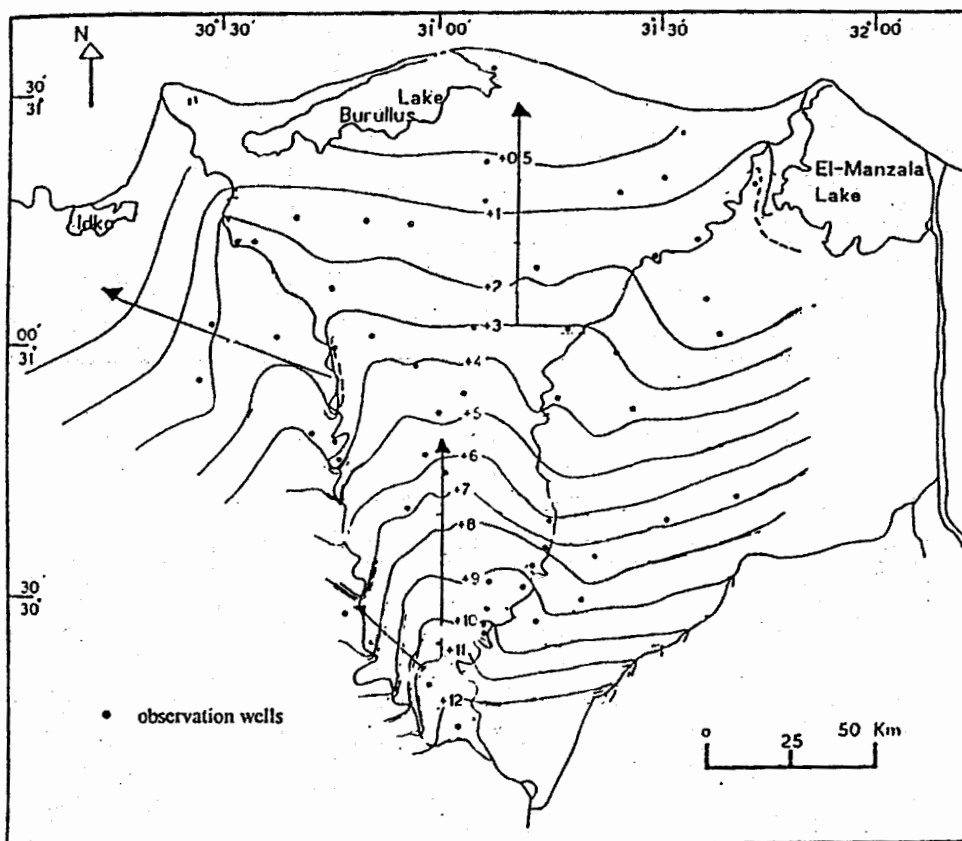 30° 30' 31° 00' 31° 30 32° 00'
N
30'
31°
Lake
Burullus
+0.5
El-Manzala
Lake
+1
Idko
+2
+3
00'
31°
+4
+5
+6
+7
+8
+9
30'
30°
+10
+11
+12
• observation wells
0 25 50 Km